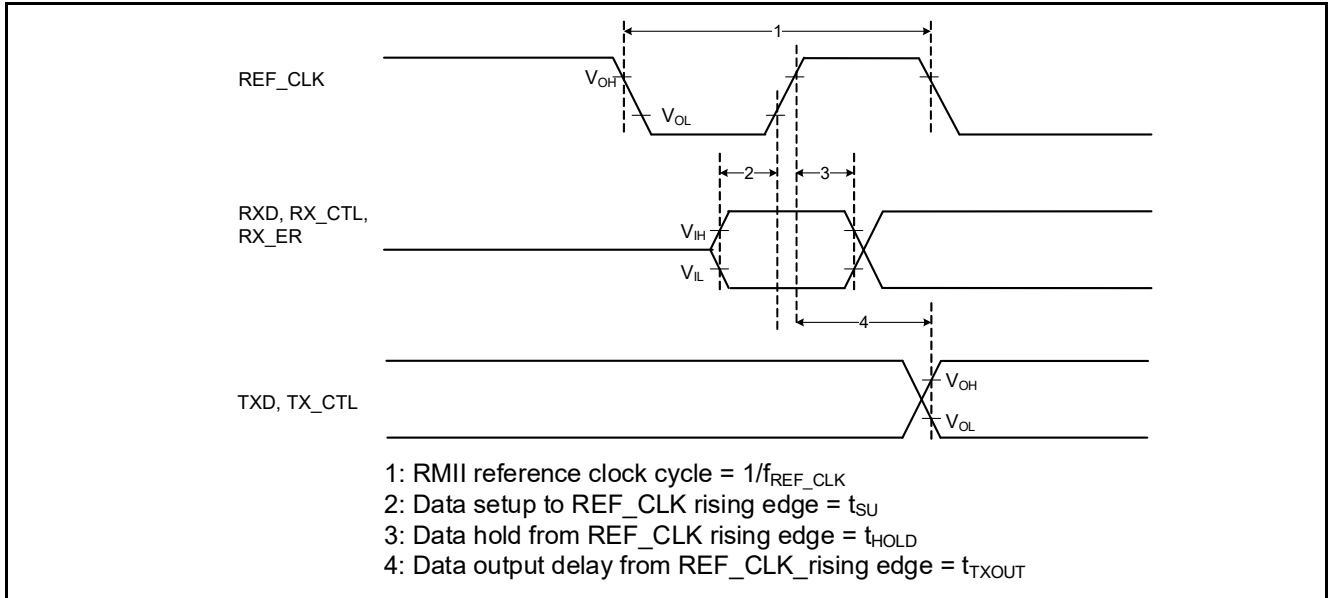 1
REF_CLK
VOH
VOL
2
3
RXD, RX_CTL,
RX_ER
VIH
VIL
4
TXD, TX_CTL
VOH
VOL
1: RMII reference clock cycle = 1/fREF_CLK
2: Data setup to REF_CLK rising edge = tSU
3: Data hold from REF_CLK rising edge = tHOLD
4: Data output delay from REF_CLK_rising edge = tTXOUT